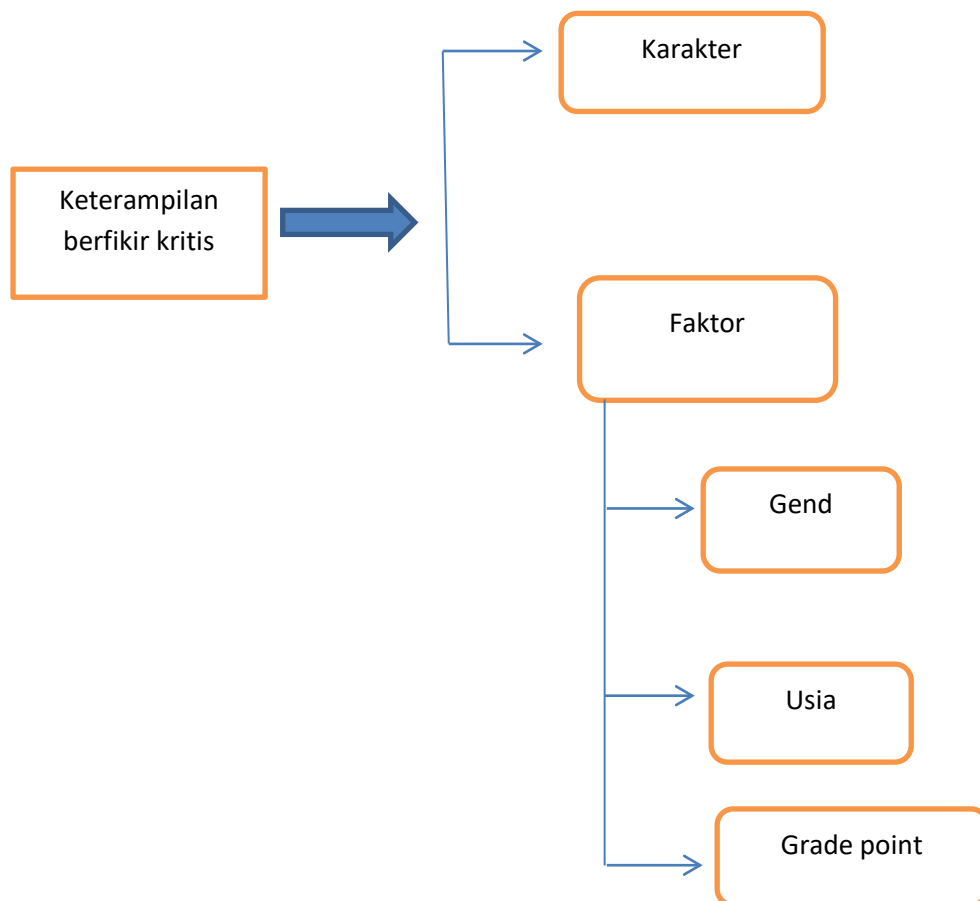 Karakter
Keterampilan
berfikir kritis
Faktor
Gend
Usia
Grade point